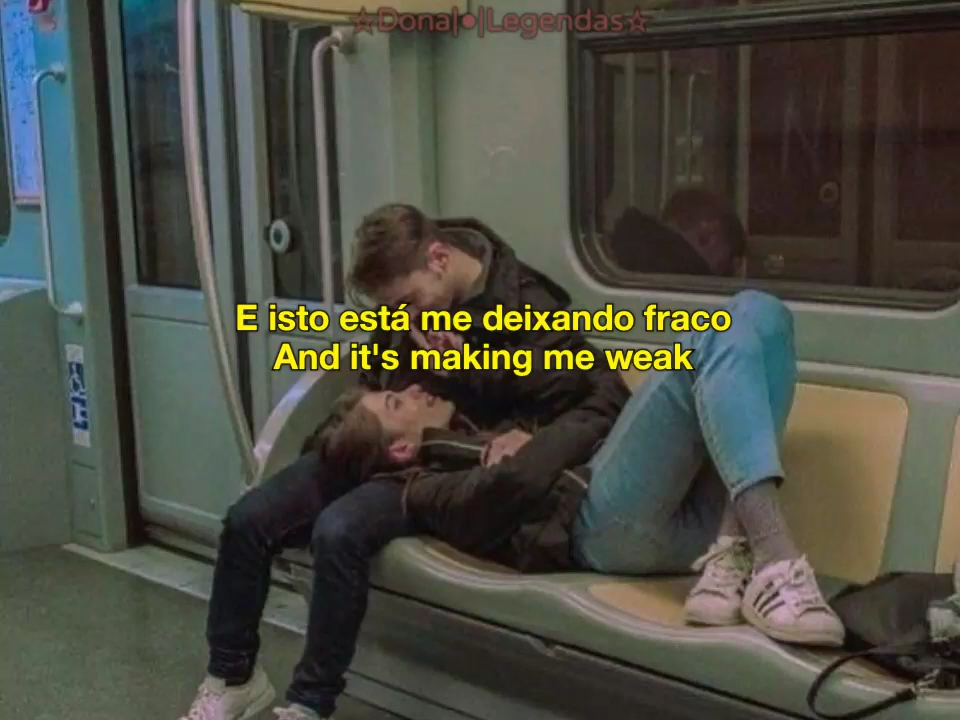 ☆Dona|●|Legendas☆
E isto está me deixando fraco
And it's making me weak